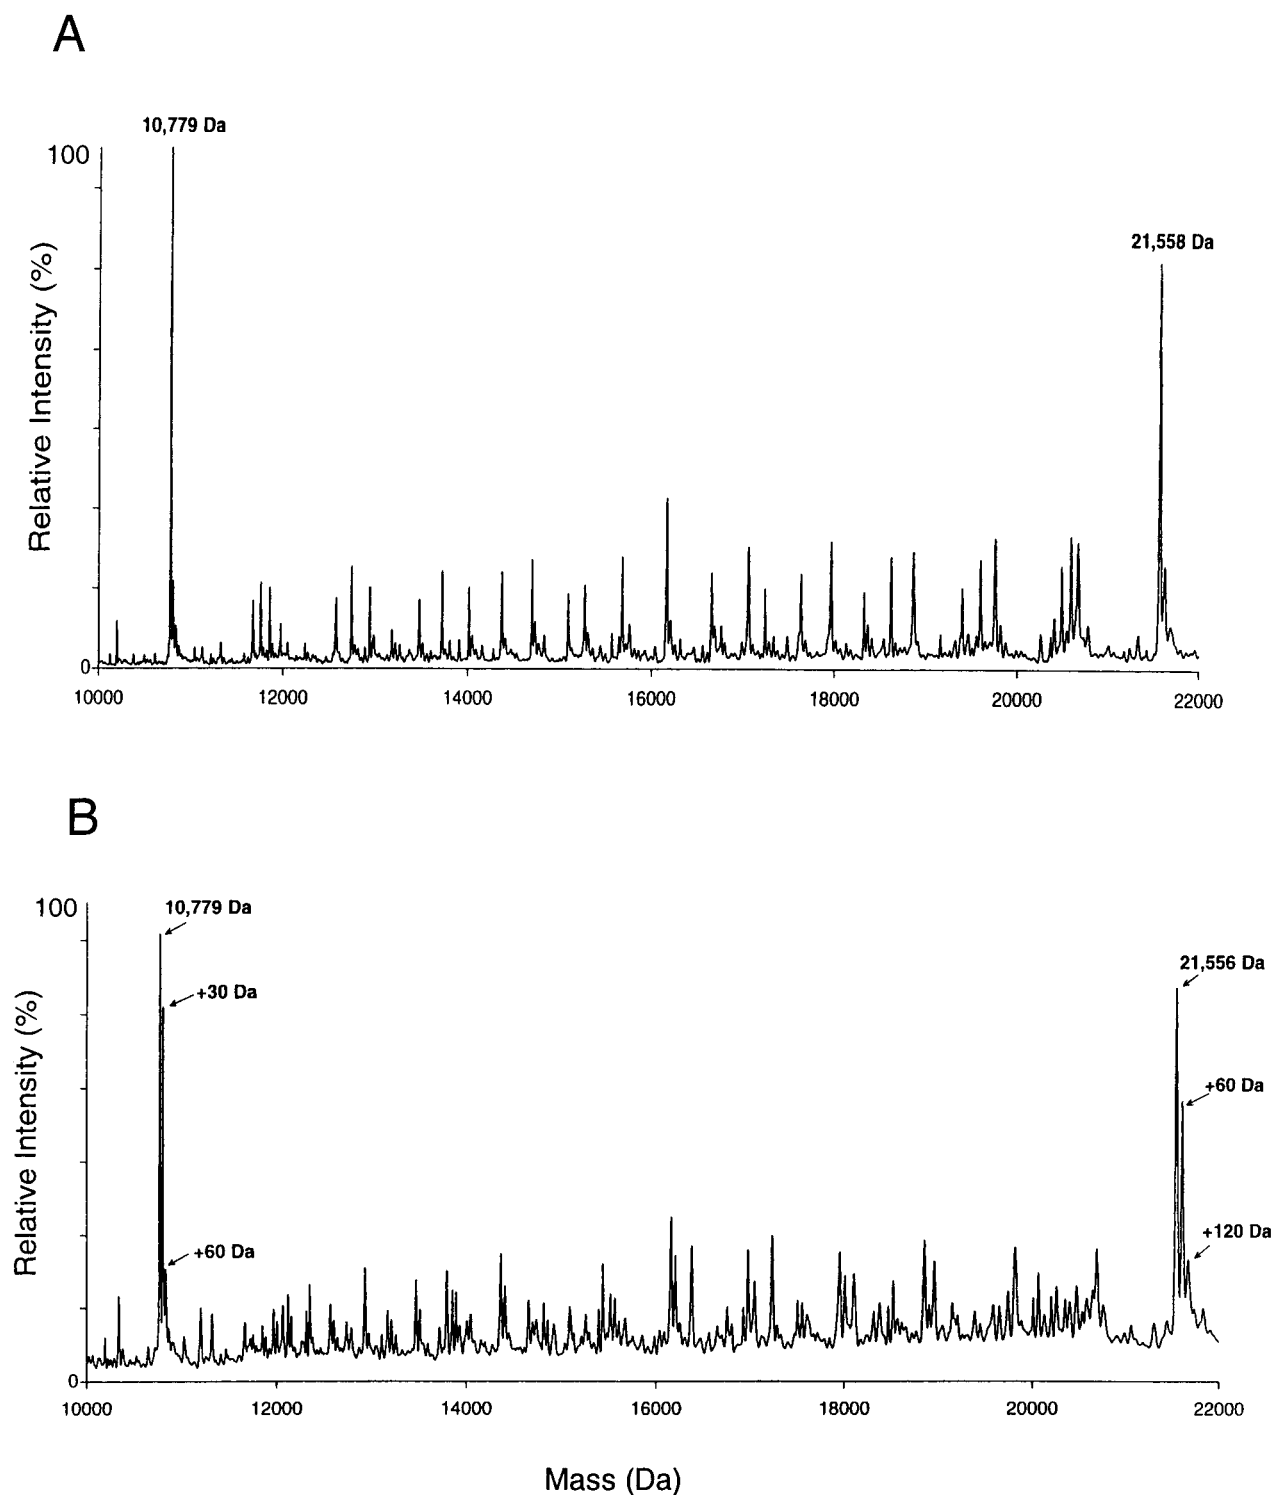 A
10,779 Da
100
21,558 Da
Relative Intensity (%)
0
10000 12000 14000 16000 18000 20000 22000
B
100
10,779 Da
+30 Da
21,556 Da
+60 Da
+120 Da
+60 Da
Relative Intensity (%)
0
10000 12000 14000 16000 18000 20000 22000
Mass (Da)